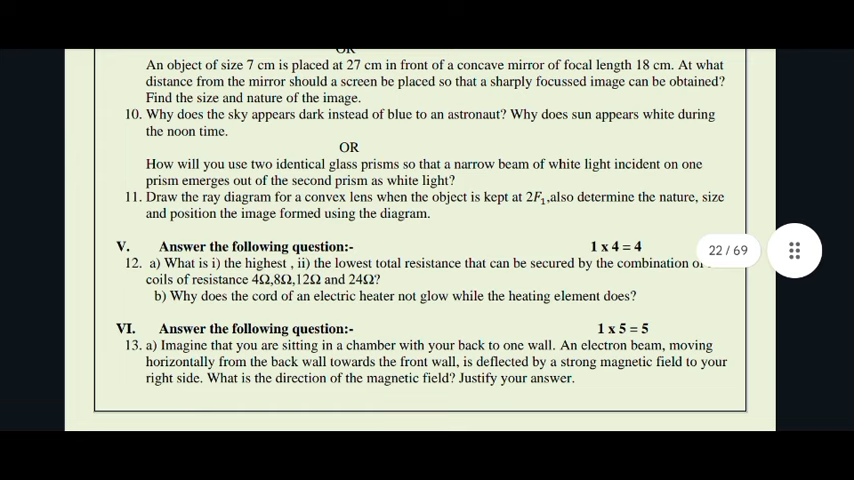 OR
An object of size 7 cm is placed at 27 cm in front of a concave mirror of focal length 18 cm. At what
distance from the mirror should a screen be placed so that a sharply focussed image can be obtained?
Find the size and nature of the image.
10. Why does the sky appears dark instead of blue to an astronaut? Why does sun appears white during
the noon time.
OR
How will you use two identical glass prisms so that a narrow beam of white light incident on one
prism emerges out of the second prism as white light?
11. Draw the ray diagram for a convex lens when the object is kept at 2F₁,also determine the nature, size
and position the image formed using the diagram.
V. Answer the following question:- 1 x 4 = 4
22 / 69
12. a) What is i) the highest , ii) the lowest total resistance that can be secured by the combination of
coils of resistance 4Ω,8Ω,12Ω and 24Ω?
b) Why does the cord of an electric heater not glow while the heating element does?
VI. Answer the following question:- 1 x 5 = 5
13. a) Imagine that you are sitting in a chamber with your back to one wall. An electron beam, moving
horizontally from the back wall towards the front wall, is deflected by a strong magnetic field to your
right side. What is the direction of the magnetic field? Justify your answer.